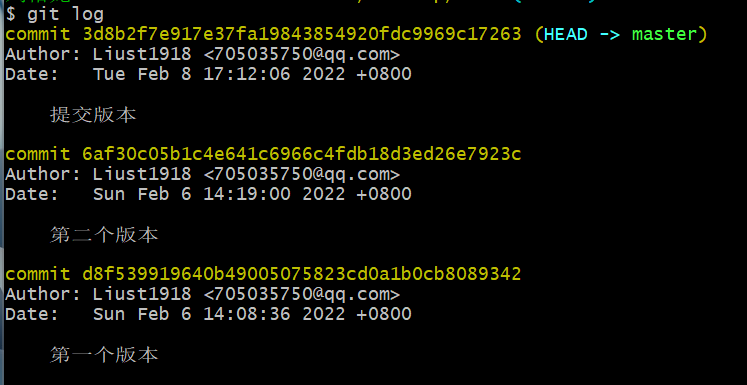 $ git log
commit 3d8b2f7e917e37fa19843854920fdc9969c17263 (HEAD -> master)
Author: Liust1918 <705035750@qq.com>
Date:   Tue Feb 8 17:12:06 2022 +0800
提交版本
commit 6af30c05b1c4e641c6966c4fdb18d3ed26e7923c
Author: Liust1918 <705035750@qq.com>
Date:   Sun Feb 6 14:19:00 2022 +0800
第二个版本
commit d8f539919640b49005075823cd0a1b0cb8089342
Author: Liust1918 <705035750@qq.com>
Date:   Sun Feb 6 14:08:36 2022 +0800
第一个版本